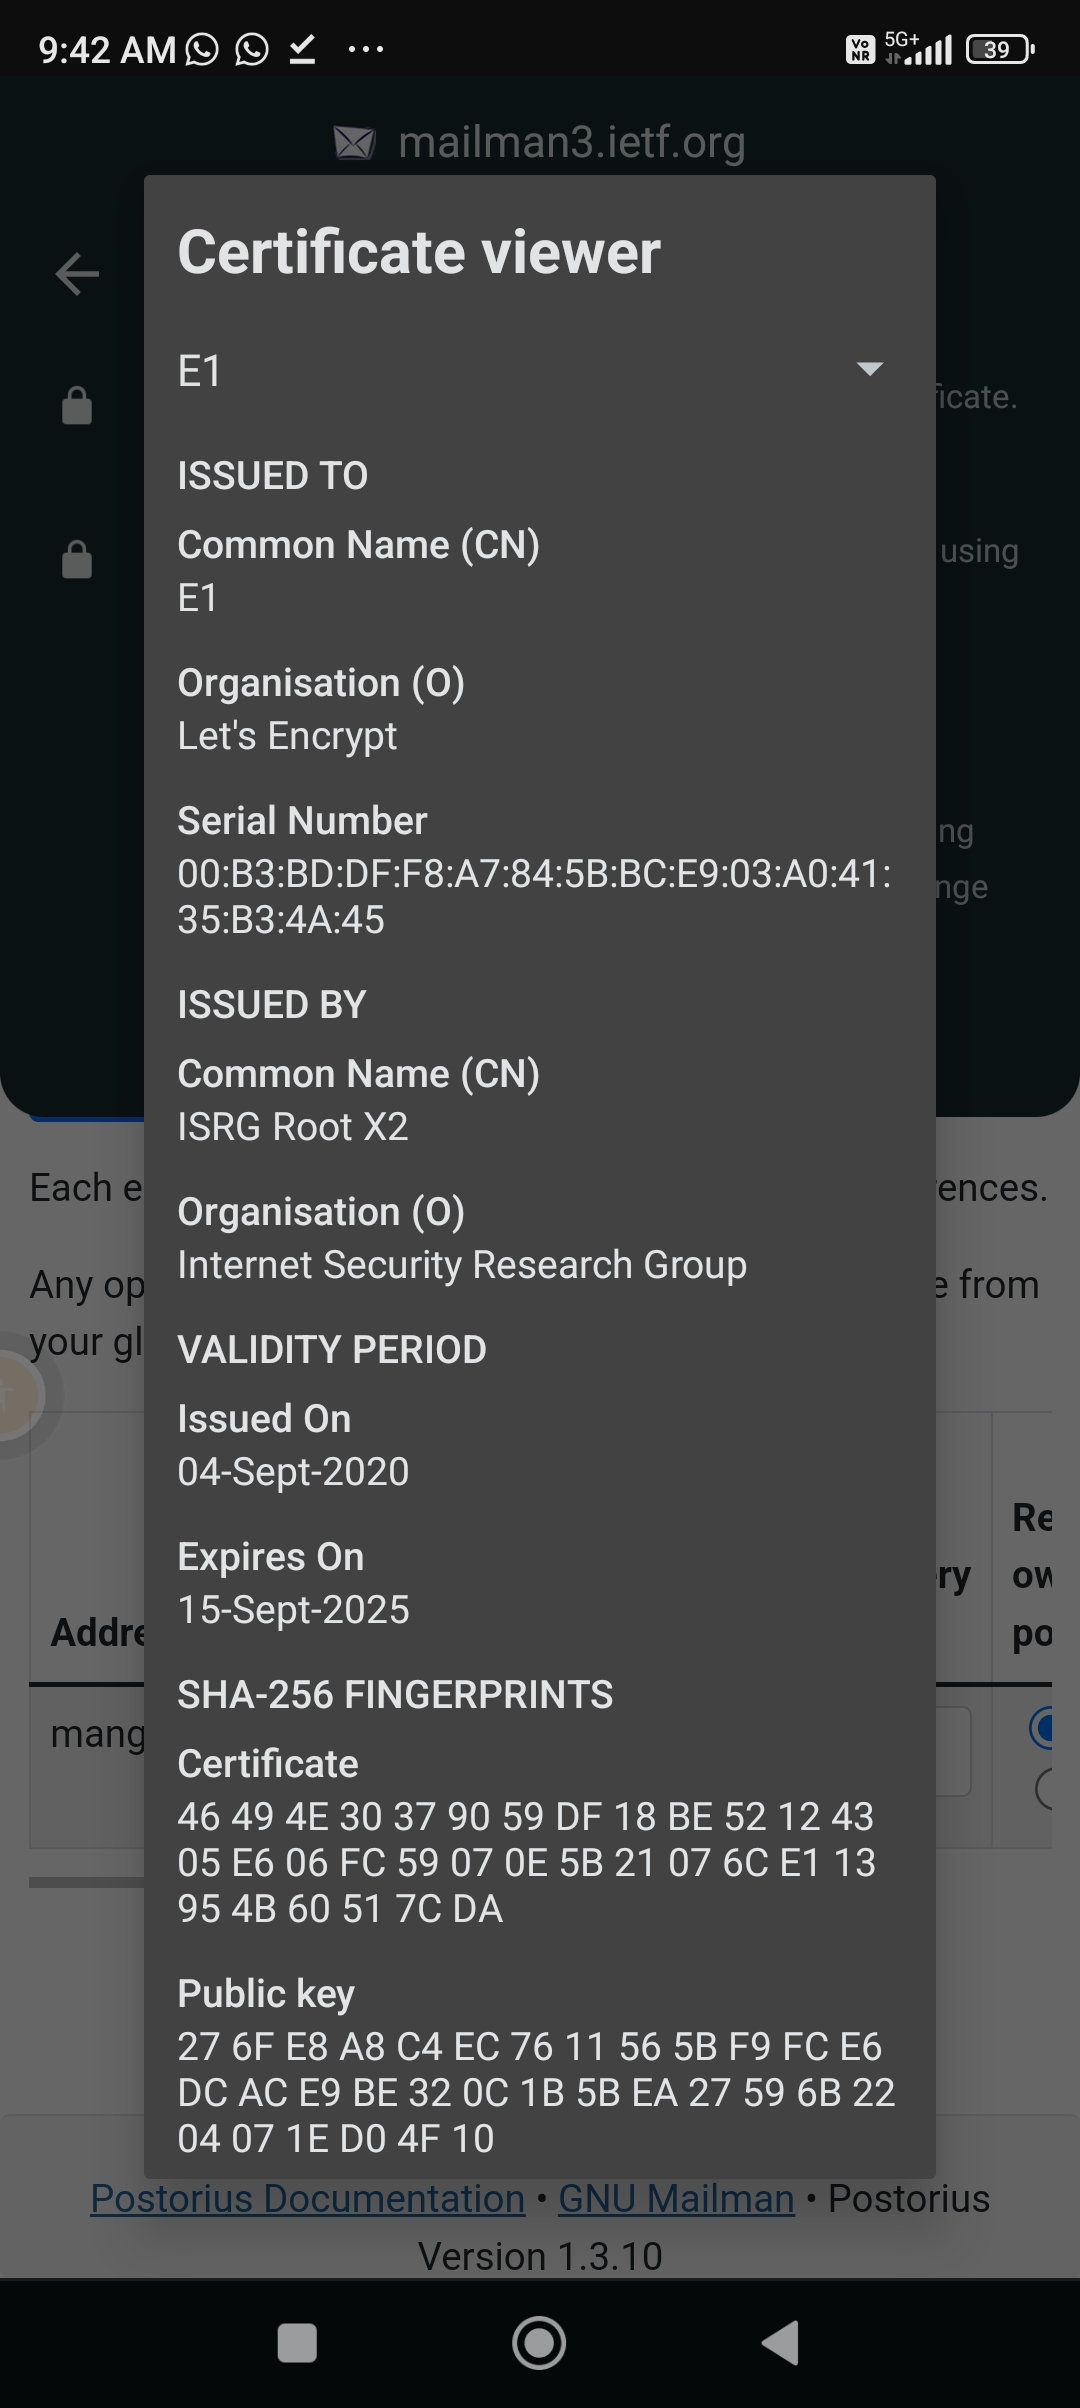 9:42 AM
Vo NR 5G+ 39
mailman3.ietf.org
Certificate viewer
E1
ificate.
ISSUED TO
Common Name (CN)
using
E1
Organisation (O)
Let's Encrypt
Serial Number
ng
00:B3:BD:DF:F8:A7:84:5B:BC:E9:03:A0:41:
nge
35:B3:4A:45
ISSUED BY
Common Name (CN)
ISRG Root X2
Each e
rences.
Organisation (O)
Internet Security Research Group
Any op
e from
your gl
VALIDITY PERIOD
Issued On
04-Sept-2020
Re
Expires On
ery
ow
15-Sept-2025
Addre
po
SHA-256 FINGERPRINTS
mang
Certificate
46 49 4E 30 37 90 59 DF 18 BE 52 12 43
05 E6 06 FC 59 07 0E 5B 21 07 6C E1 13
95 4B 60 51 7C DA
Public key
27 6F E8 A8 C4 EC 76 11 56 5B F9 FC E6
DC AC E9 BE 32 0C 1B 5B EA 27 59 6B 22
04 07 1E D0 4F 10
Postorius Documentation • GNU Mailman • Postorius
Version 1.3.10